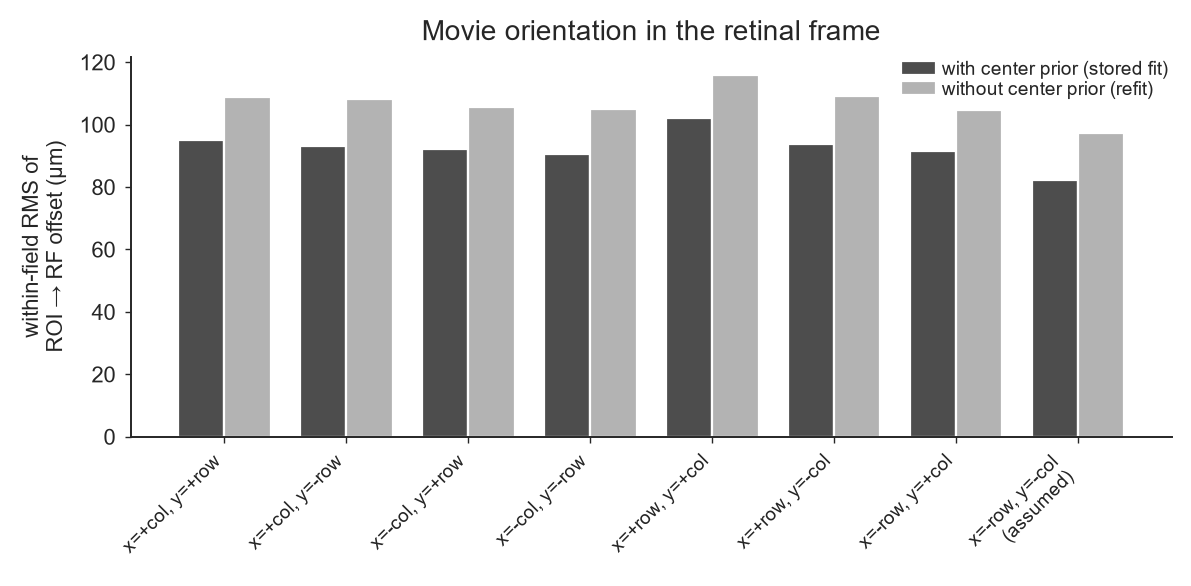 Movie orientation in the retinal frame
with center prior (stored fit)
without center prior (refit)
within-field RMS of
ROI → RF offset (μm)
120
100
80
60
40
20
0
x=+col, y=+row
x=+col, y=-row
x=-col, y=+row
x=-col, y=-row
x=+row, y=+col
x=+row, y=-col
x=-row, y=+col
x=-row, y=-col
(assumed)